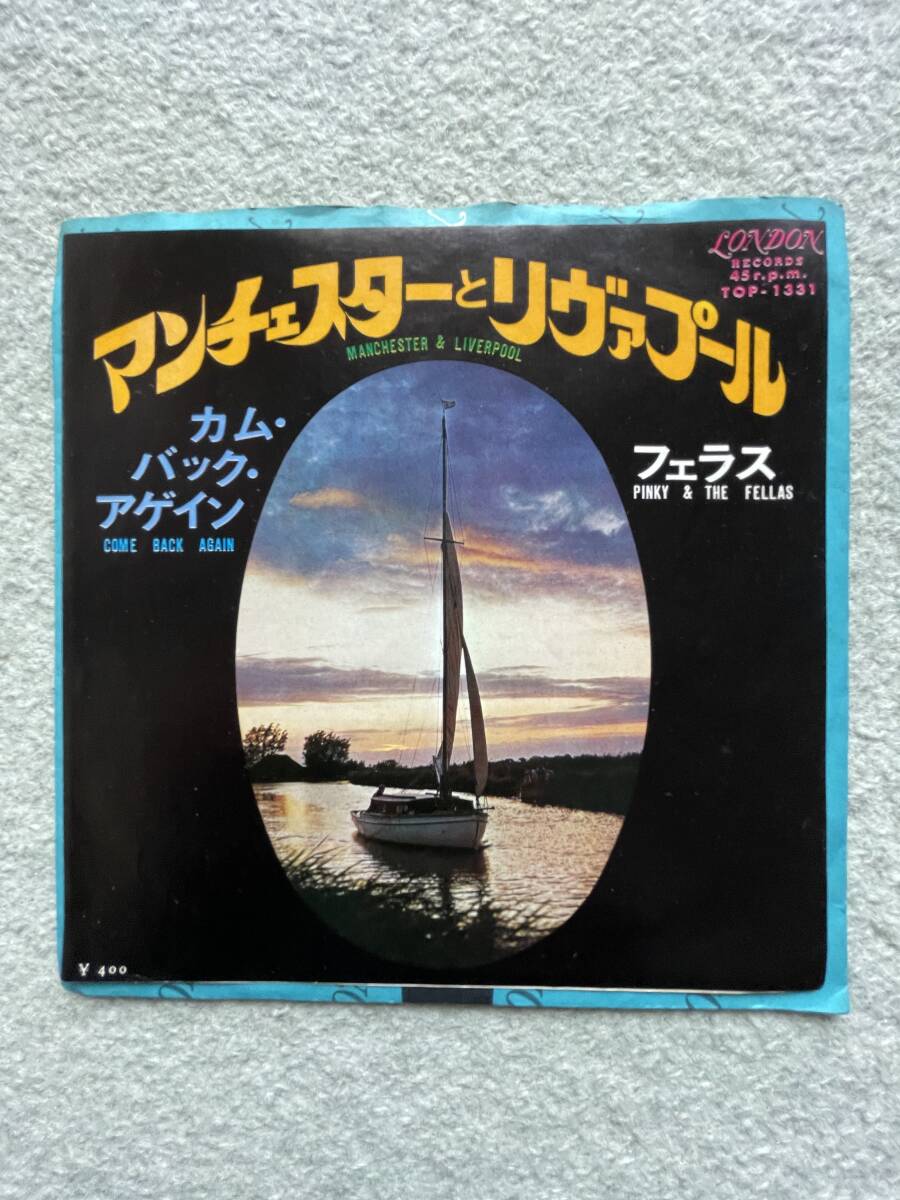 LONDON
RECORDS
45 r.p.m.
TOP-1331
マンチェスターとリヴァプール
MANCHESTER & LIVERPOOL
カム・
バック・
アゲイン
COME BACK AGAIN
フェラス
PINKY & THE FELLAS
¥ 400